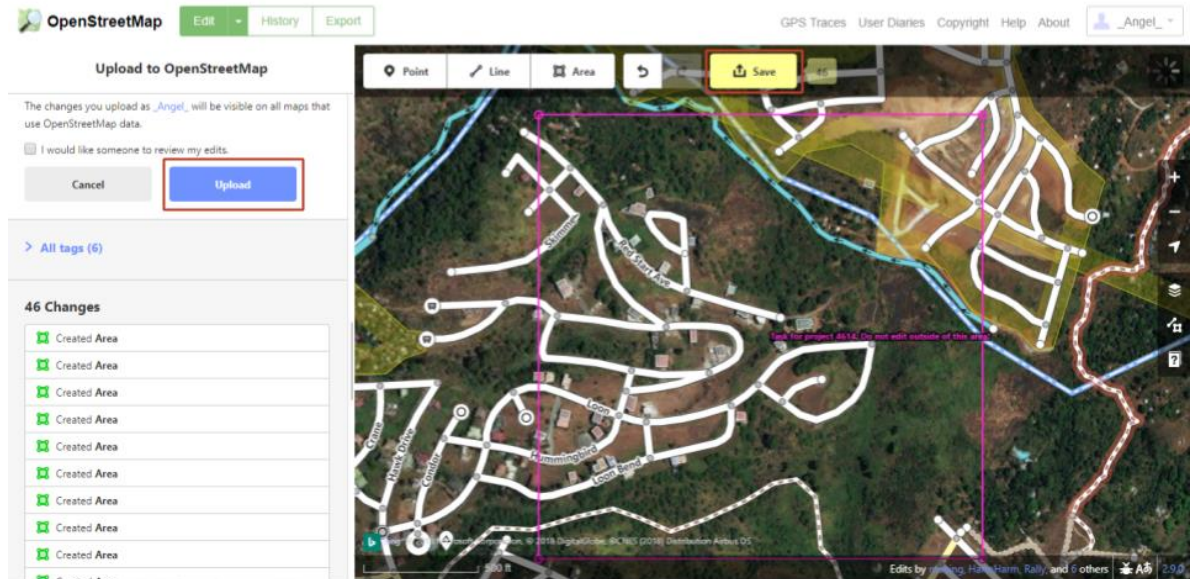 OpenStreetMap Edit History Export GPS Traces User Diaries Copyright Help About _Angel_
Upload to OpenStreetMap
The changes you upload as _Angel_ will be visible on all maps that
use OpenStreetMap data.
I would like someone to review my edits.
Cancel Upload
All tags (6)
46 Changes
Created Area
Created Area
Created Area
Created Area
Created Area
Created Area
Created Area
Created Area
Created Area
Point Line Area Save 46
Skimmer
Red Start Ave
Task for project 4614. Do not edit outside of this area!
Loon
Crane
Hawk Drive
Condor
Hummingbird
Loon Bend
© 2018 DigitalGlobe, ©CNES (2018) Distribution Airbus DS
500 ft
Edits by
Rally, and 6 others 2.9.0